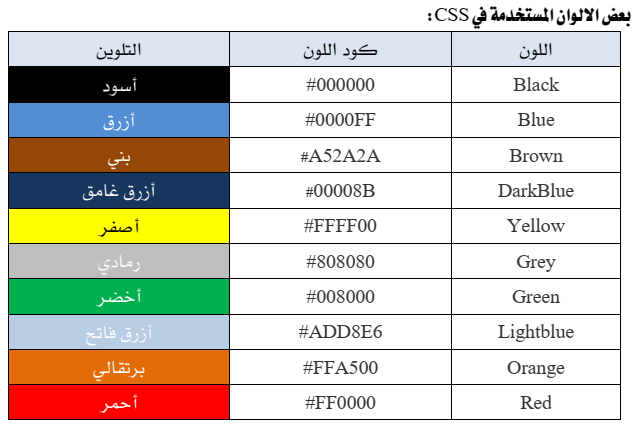 بعض الالوان المستخدمة في CSS:
اللون كود اللون التلوين
Black #000000 أسود
Blue #0000FF أزرق
Brown #A52A2A بني
DarkBlue #00008B أزرق غامق
Yellow #FFFF00 أصفر
Grey #808080 رمادي
Green #008000 أخضر
Lightblue #ADD8E6 أزرق فاتح
Orange #FFA500 برتقالي
Red #FF0000 أحمر